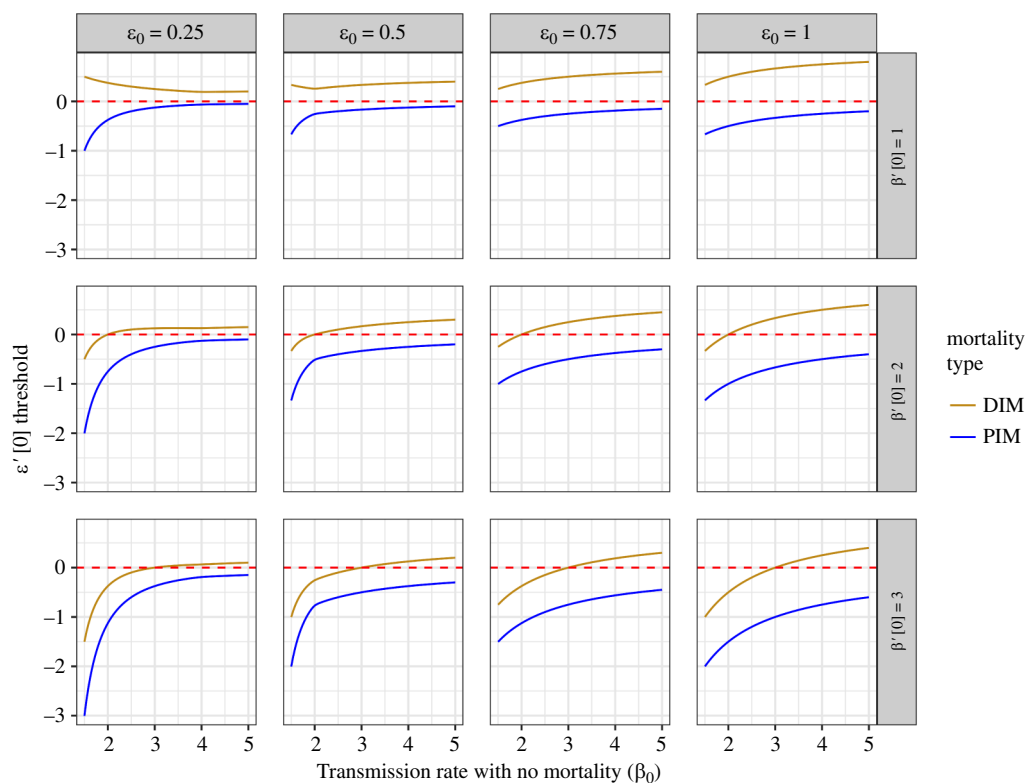 ε₀ = 0.25
ε₀ = 0.5
ε₀ = 0.75
ε₀ = 1
0
−1
−2
−3
β′ [0] = 1
0
−1
−2
−3
β′ [0] = 2
0
−1
−2
−3
β′ [0] = 3
ε′ [0] threshold
2 3 4 5
2 3 4 5
2 3 4 5
2 3 4 5
Transmission rate with no mortality (β₀)
mortality
type
DIM
PIM